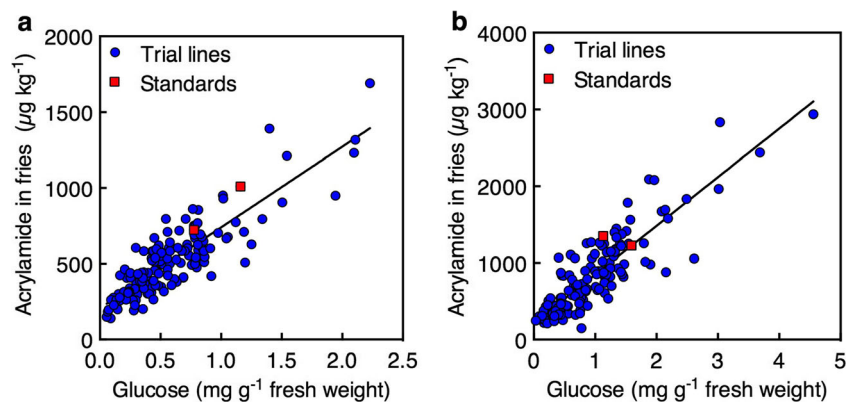 a
2000
1500
1000
500
0
Acrylamide in fries (µg kg⁻¹)
Trial lines
Standards
0.0 0.5 1.0 1.5 2.0 2.5
Glucose (mg g⁻¹ fresh weight)
b
4000
3000
2000
1000
0
Acrylamide in fries (µg kg⁻¹)
Trial lines
Standards
0 1 2 3 4 5
Glucose (mg g⁻¹ fresh weight)